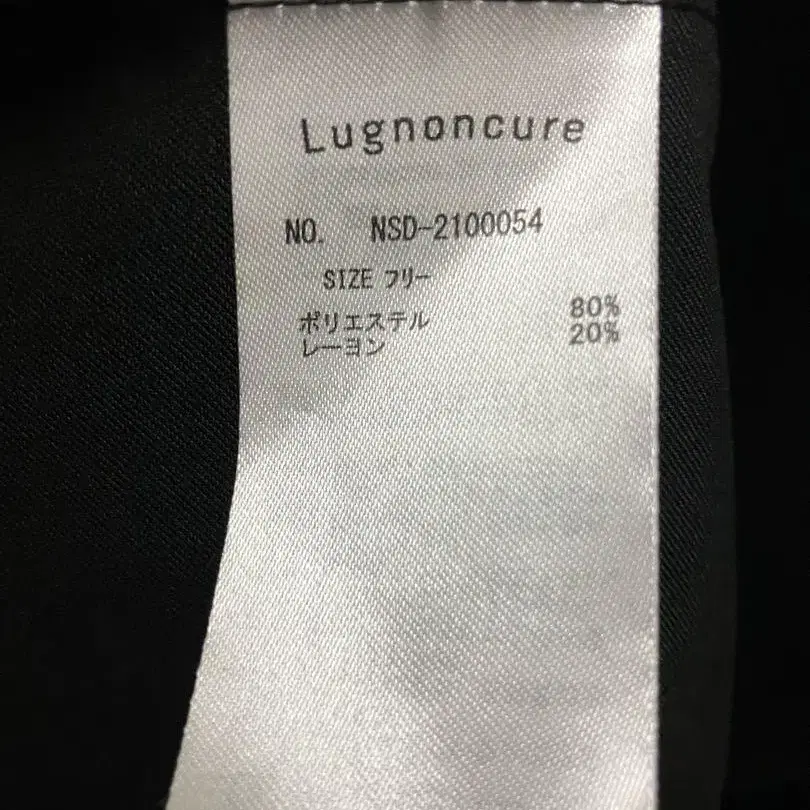 Lugnoncure
NO. NSD-2100054
SIZE フリー
ポリエステル 80%
レーヨン 20%